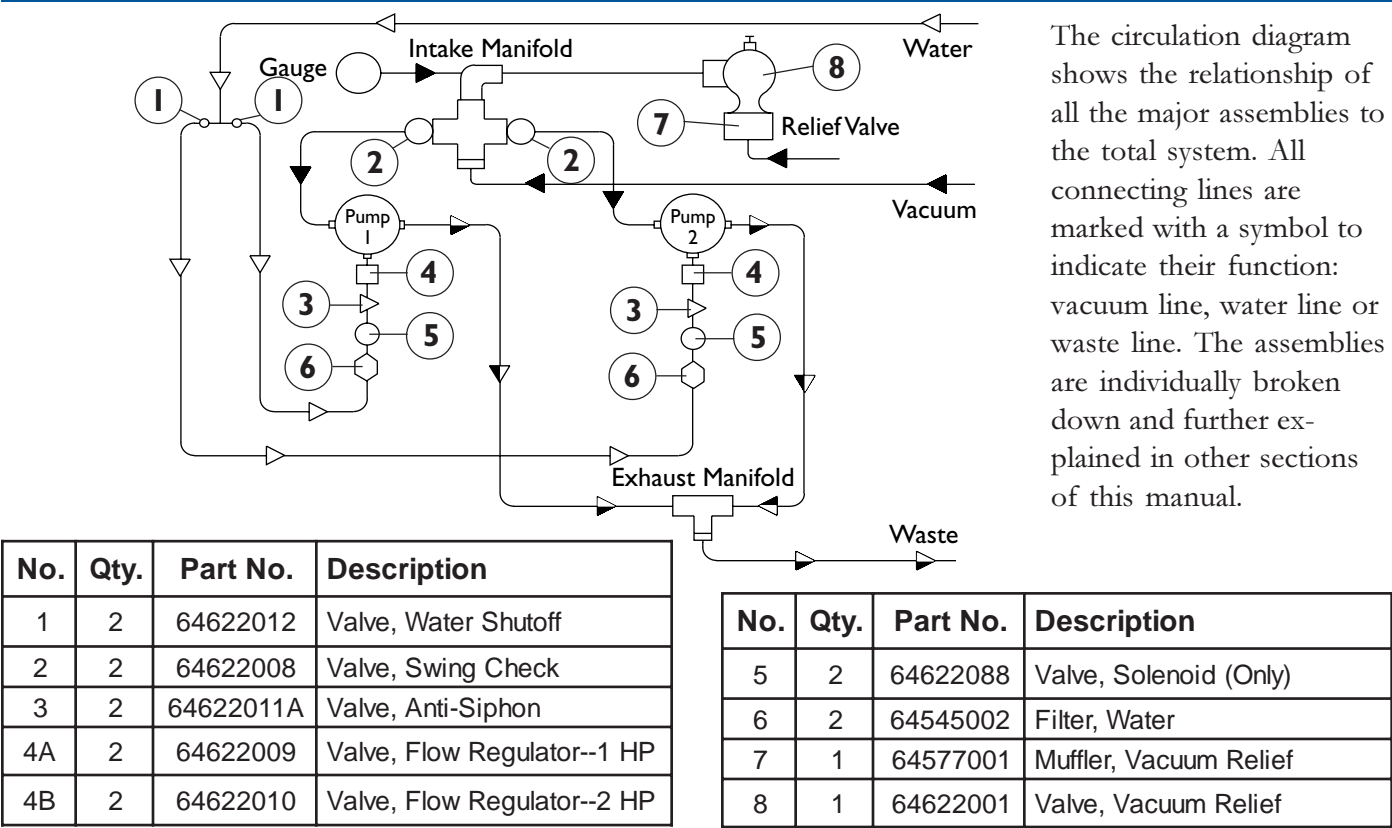 Water
Intake Manifold
Gauge
8
1 1
7
Relief Valve
2 2
Vacuum
Pump 1
Pump 2
4 4
3 3
5 5
6 6
Exhaust Manifold
Waste
The circulation diagram
shows the relationship of
all the major assemblies to
the total system. All
connecting lines are
marked with a symbol to
indicate their function:
vacuum line, water line or
waste line. The assemblies
are individually broken
down and further ex-
plained in other sections
of this manual.
No. Qty. Part No. Description
1 2 64622012 Valve, Water Shutoff
2 2 64622008 Valve, Swing Check
3 2 64622011A Valve, Anti-Siphon
4A 2 64622009 Valve, Flow Regulator--1 HP
4B 2 64622010 Valve, Flow Regulator--2 HP
No. Qty. Part No. Description
5 2 64622088 Valve, Solenoid (Only)
6 2 64545002 Filter, Water
7 1 64577001 Muffler, Vacuum Relief
8 1 64622001 Valve, Vacuum Relief